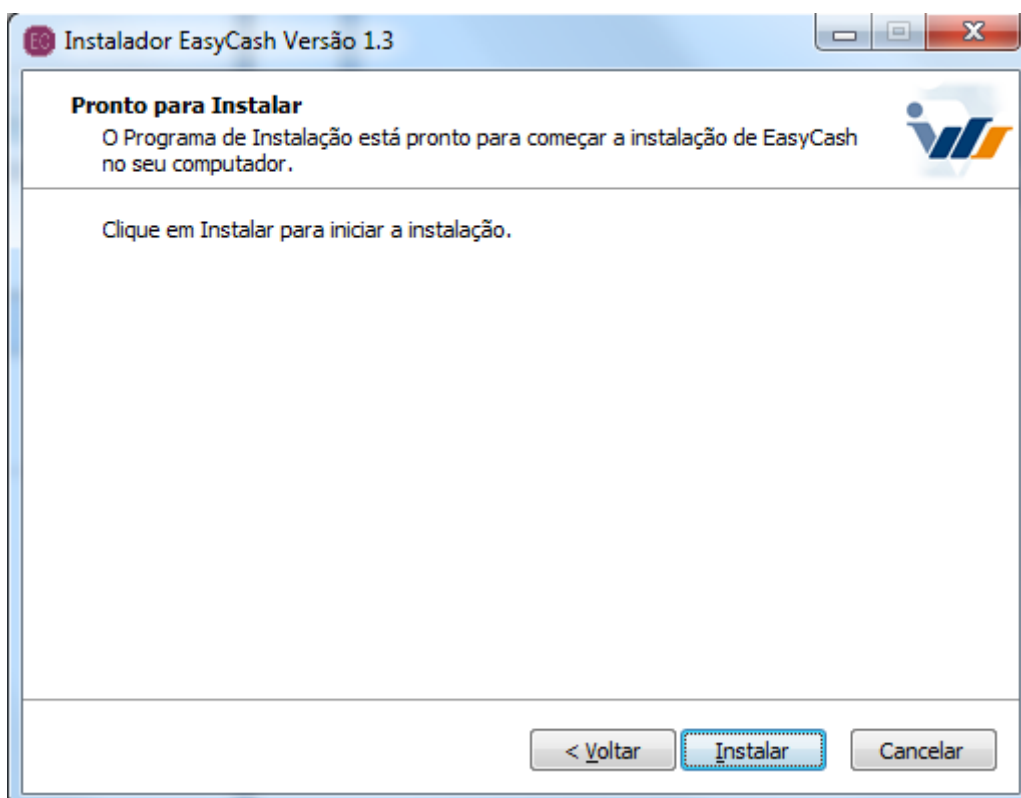 EC Instalador EasyCash Versão 1.3
Pronto para Instalar
O Programa de Instalação está pronto para começar a instalação de EasyCash
no seu computador.
Clique em Instalar para iniciar a instalação.
< Voltar Instalar Cancelar